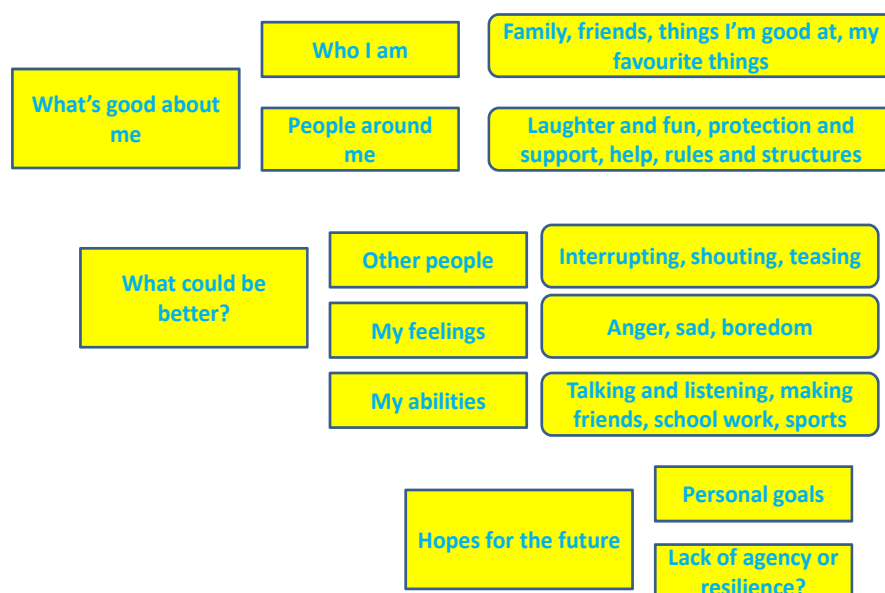 What's good about
me
Who I am
Family, friends, things I'm good at, my
favourite things
People around
me
Laughter and fun, protection and
support, help, rules and structures
What could be
better?
Other people
Interrupting, shouting, teasing
My feelings
Anger, sad, boredom
My abilities
Talking and listening, making
friends, school work, sports
Hopes for the future
Personal goals
Lack of agency or
resilience?